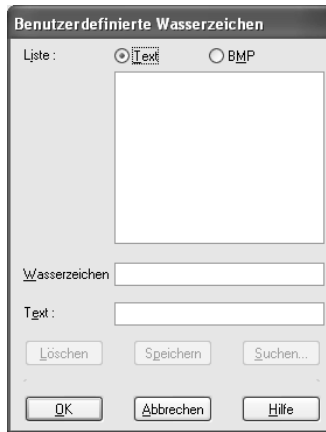 Benutzerdefinierte Wasserzeichen
Liste : Text BMP
Wasserzeichen
Text :
Löschen Speichern Suchen...
OK Abbrechen Hilfe